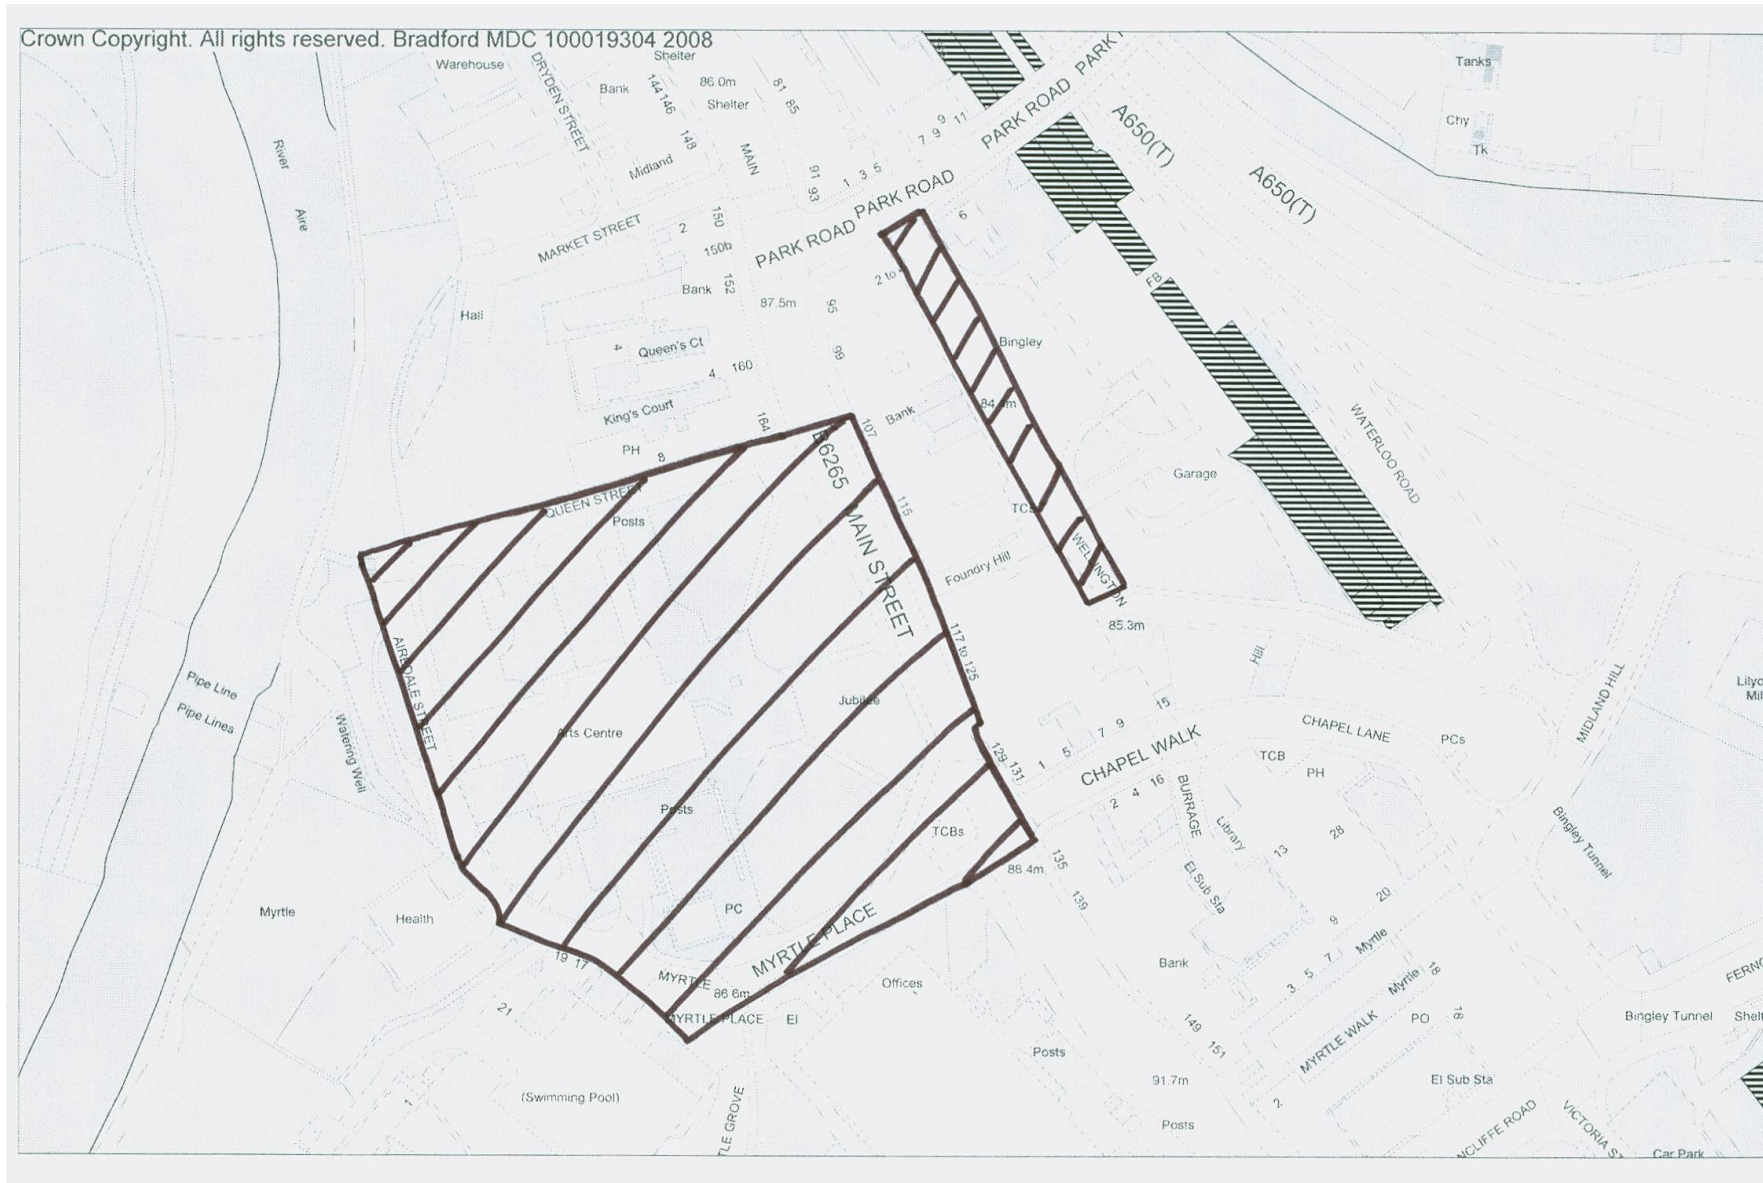 Crown Copyright. All rights reserved. Bradford MDC 100019304 2008
Warehouse
DRYDEN STREET
Shelter
Bank
144
146
86.0m
Shelter
81
85
148
MAIN
Midland
91
93
1 3 5
7 9
9
11
PARK ROAD
PARK ROAD
PARK ROAD
PARK
A650(T)
A650(T)
Tanks
Chy
Tk
River
Aire
MARKET STREET
2
150
150b
152
Bank
87.5m
95
99
2 to
6
FB
Hall
4
Queen's Ct
4
160
King's Court
PH
8
164
107
Bank
Bingley
84.4m
Garage
WATERLOO ROAD
B6265
MAIN STREET
QUEEN STREET
Posts
115
TCB
WELLINGTON
85.3m
Foundry Hill
117 to 125
AIREDALE STREET
Pipe Line
Pipe Lines
Watering Well
Arts Centre
Jubilee
Posts
TCBs
129
131
1
5
7
9
15
Hill
CHAPEL WALK
CHAPEL LANE
PCs
MIDLAND HILL
TCB
PH
2 4 16
BURRAGE
Library
13
28
El Sub Sta
88.4m
135
139
9
20
Bingley Tunnel
Myrtle
Health
PC
MYRTLE PLACE
19 17
MYRTLE
86.6m
MYRTLE PLACE
El
Offices
21
Bank
3 5 7
Myrtle
Myrtle
18
18
MYRTLE WALK
PO
Bingley Tunnel
149
151
Posts
91.7m
El Sub Sta
2
1
(Swimming Pool)
Posts
Car Park